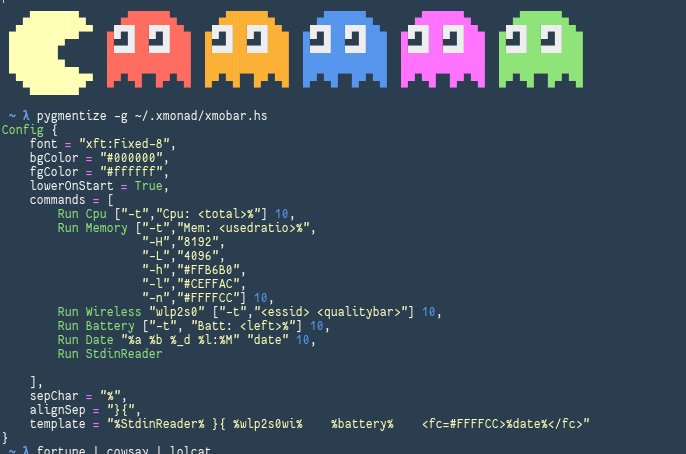 ~ λ pygmentize -g ~/.xmonad/xmobar.hs
Config {
    font = "xft:Fixed-8",
    bgColor = "#000000",
    fgColor = "#ffffff",
    lowerOnStart = True,
    commands = [
        Run Cpu ["-t","Cpu: <total>%"] 10,
        Run Memory ["-t","Mem: <usedratio>%",
                    "-H","8192",
                    "-L","4096",
                    "-h","#FFB6B0",
                    "-l","#CEFFAC",
                    "-n","#FFFFCC"] 10,
        Run Wireless "wlp2s0" ["-t","<essid> <qualitybar>"] 10,
        Run Battery ["-t", "Batt: <left>%"] 10,
        Run Date "%a %b %_d %l:%M" "date" 10,
        Run StdinReader
    ],
    sepChar = "%",
    alignSep = "}{",
    template = "%StdinReader% }{ %wlp2s0wi%    %battery%    <fc=#FFFFCC>%date%</fc>"
}
~ λ fortune | cowsay | lolcat